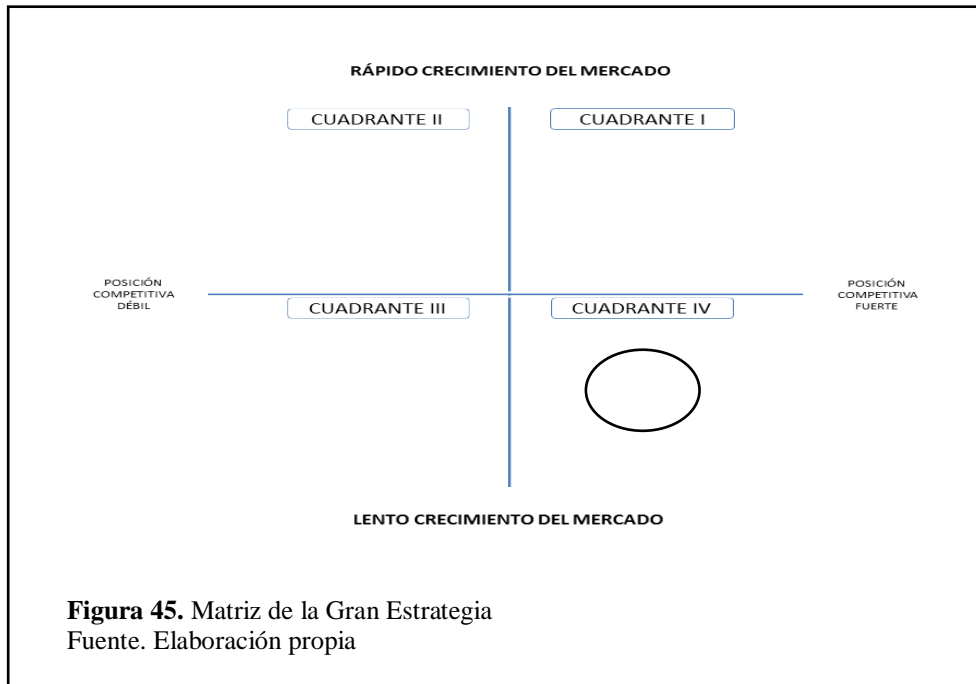 RÁPIDO CRECIMIENTO DEL MERCADO
CUADRANTE II
CUADRANTE I
POSICIÓN
COMPETITIVA
DÉBIL
POSICIÓN
COMPETITIVA
FUERTE
CUADRANTE III
CUADRANTE IV
LENTO CRECIMIENTO DEL MERCADO
Figura 45. Matriz de la Gran Estrategia
Fuente. Elaboración propia